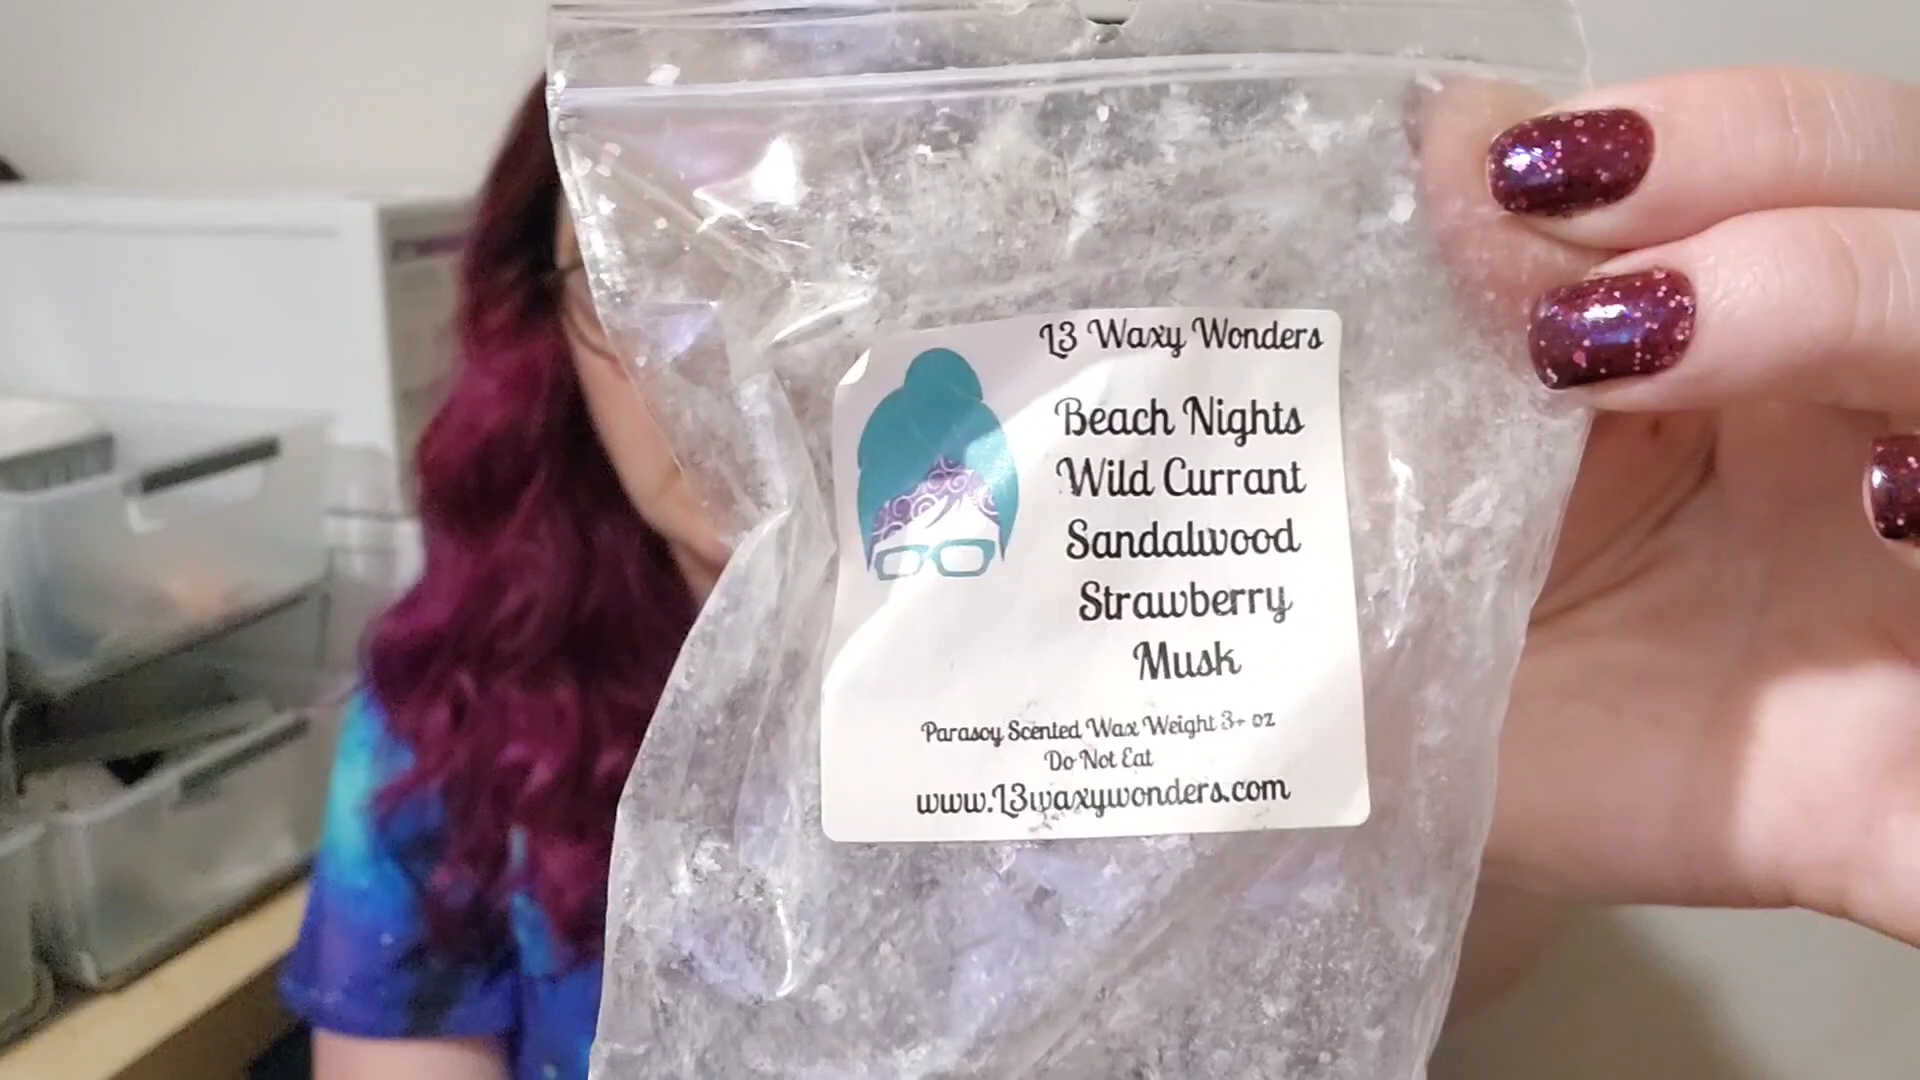 L3 Waxy Wonders
Beach Nights
Wild Currant
Sandalwood
Strawberry
Musk
Parasoy Scented Wax Weight 3+ oz
Do Not Eat
www.L3waxywonders.com